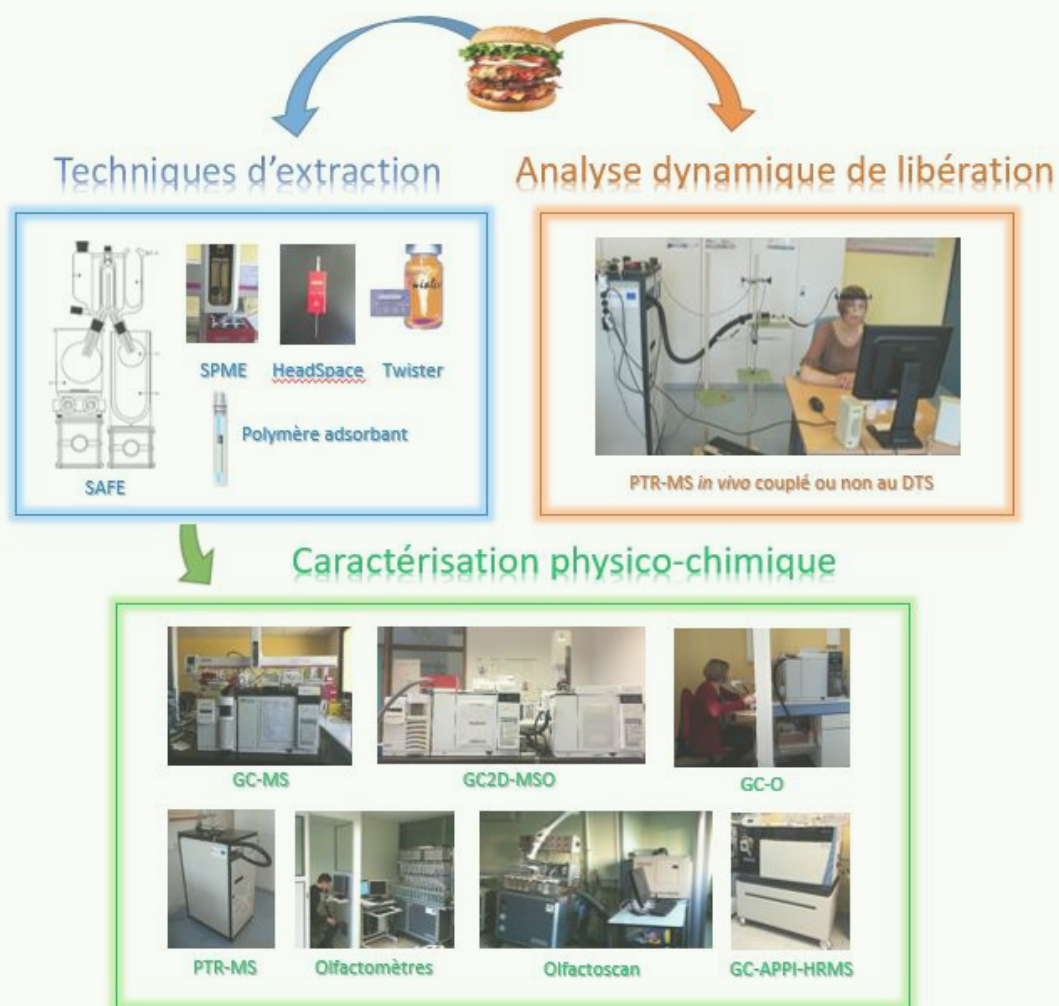 Techniques d'extraction
Analyse dynamique de libération
SPME
HeadSpace
Twister
Polymère adsorbant
SAFE
PTR-MS in vivo couplé ou non au DTS
Caractérisation physico-chimique
GC-MS
GC2D-MSO
GC-O
PTR-MS
Olfactomètres
Olfactoscan
GC-APPI-HRMS